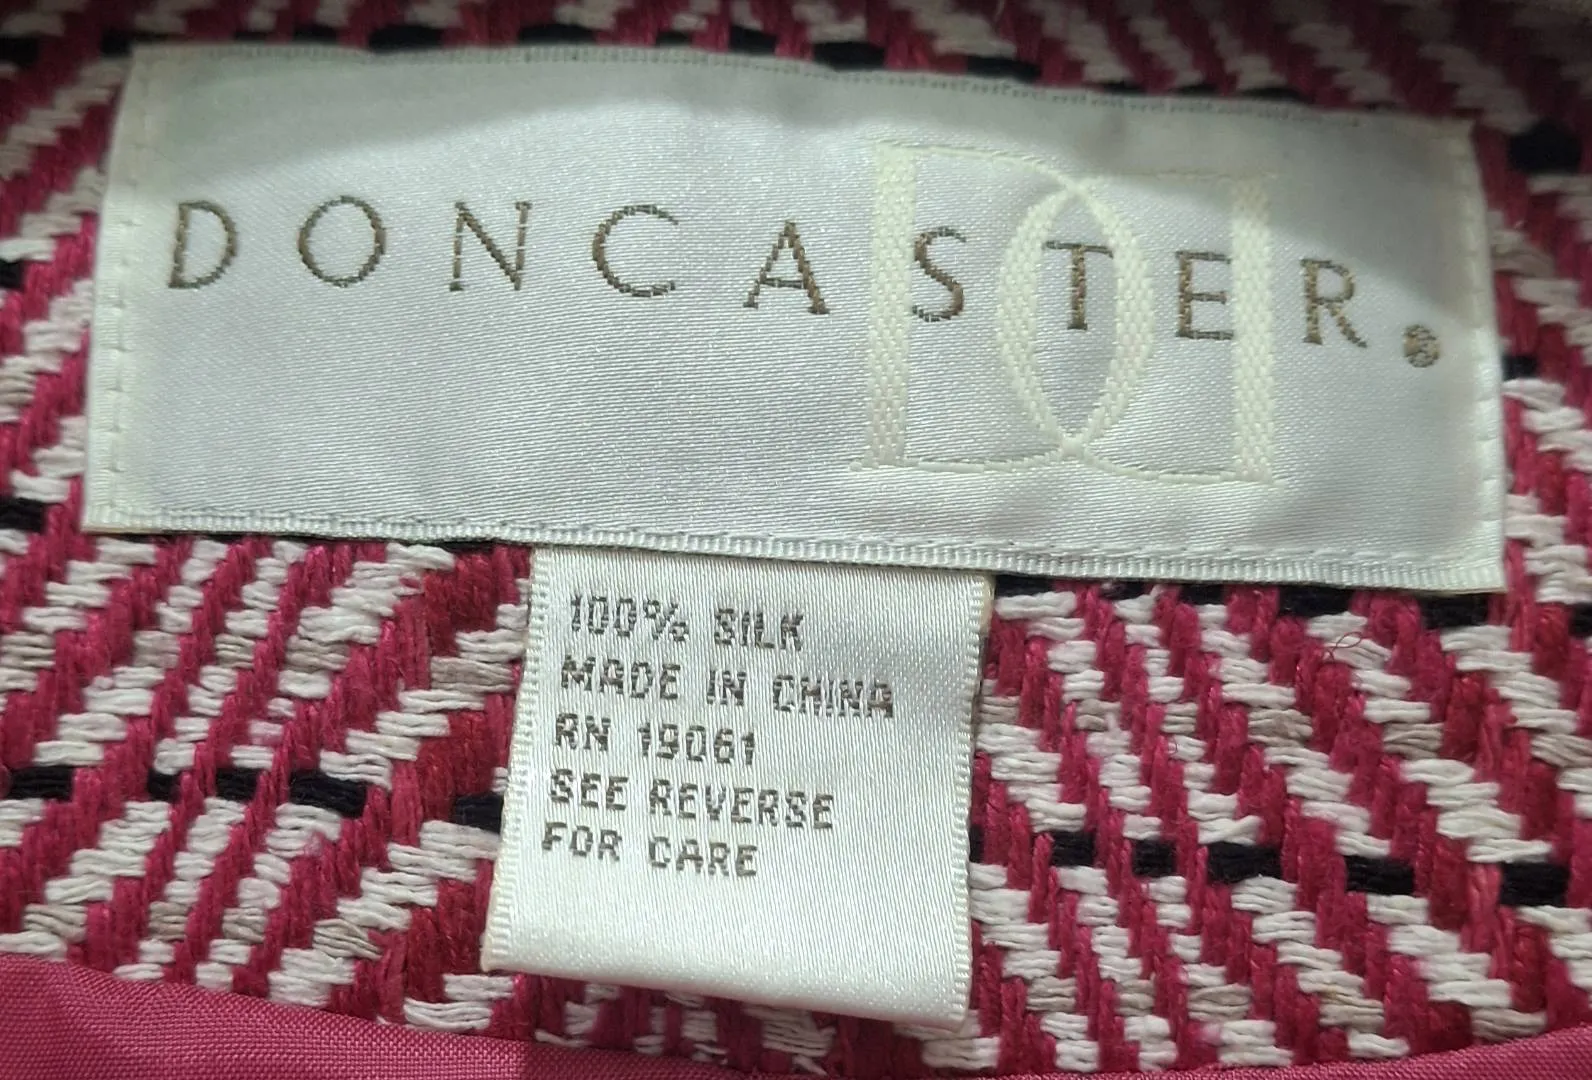 DONCASTER®
100% SILK
MADE IN CHINA
RN 19061
SEE REVERSE
FOR CARE